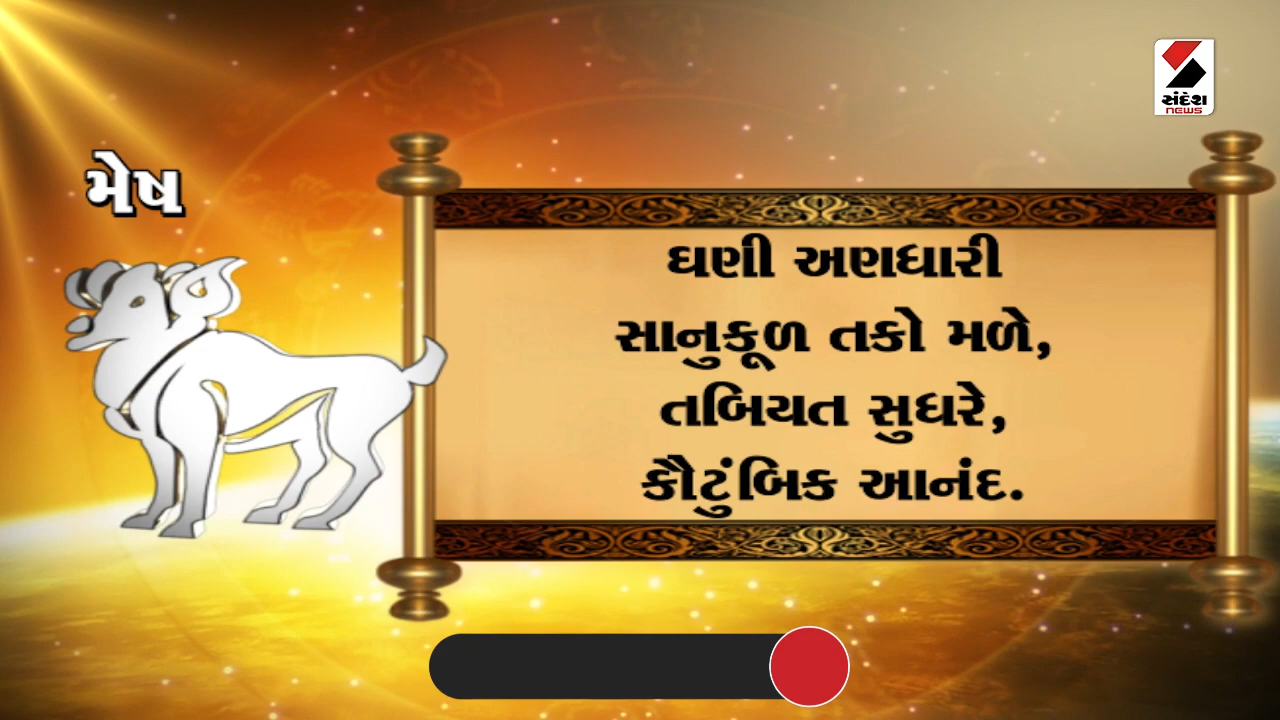 સંદેશ
NEWS
મેષ
ઘણી અણધારી
સાનુકૂળ તકો મળે,
તબિયત સુધરે,
કૌટુંબિક આનંદ.